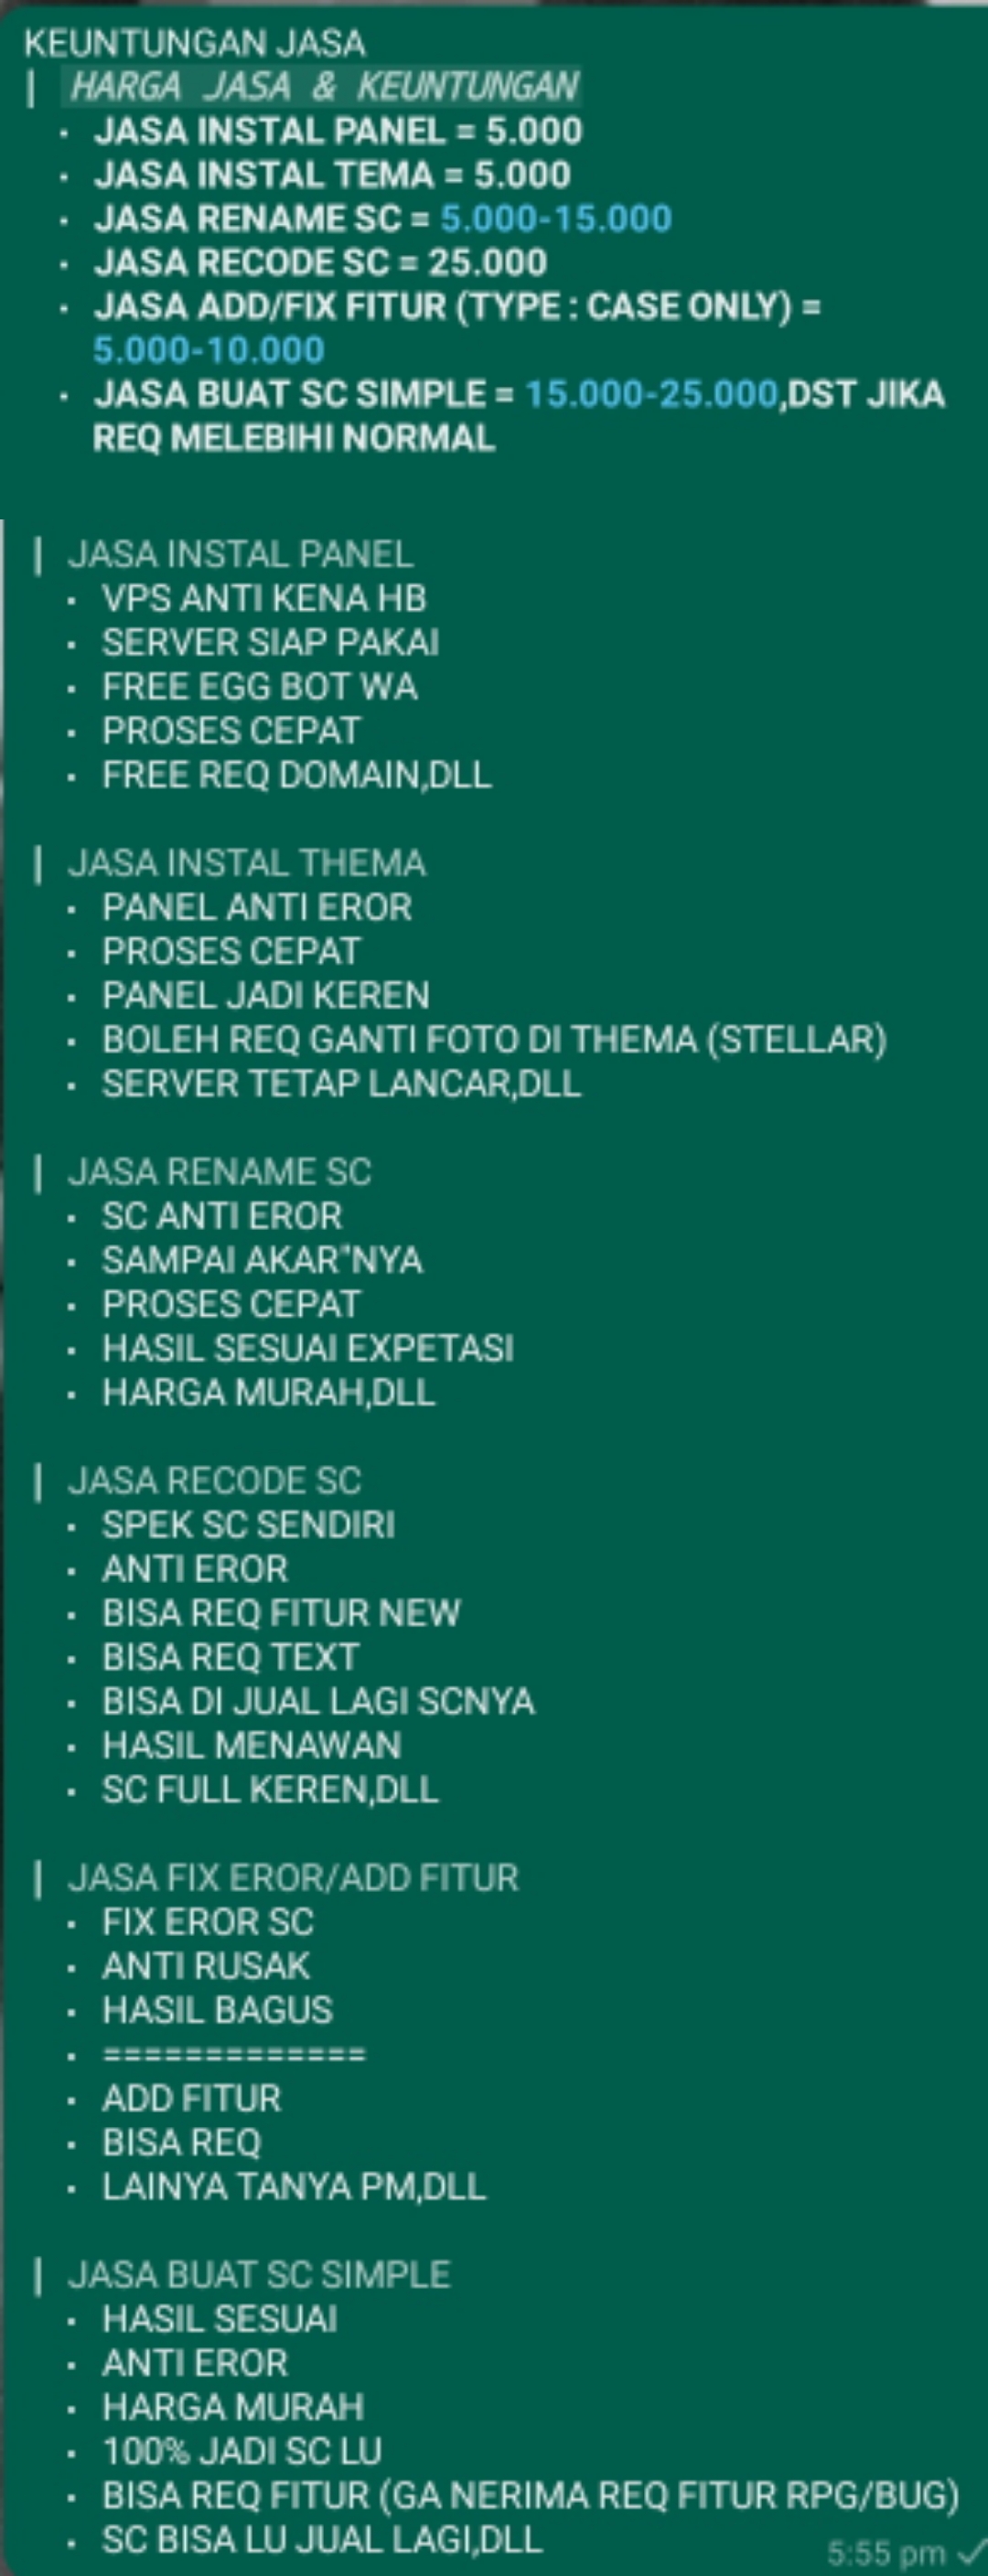 KEUNTUNGAN JASA
| HARGA JASA & KEUNTUNGAN
• JASA INSTAL PANEL = 5.000
• JASA INSTAL TEMA = 5.000
• JASA RENAME SC = 5.000-15.000
• JASA RECODE SC = 25.000
• JASA ADD/FIX FITUR (TYPE : CASE ONLY) =
5.000-10.000
• JASA BUAT SC SIMPLE = 15.000-25.000,DST JIKA
REQ MELEBIHI NORMAL
| JASA INSTAL PANEL
• VPS ANTI KENA HB
• SERVER SIAP PAKAI
• FREE EGG BOT WA
• PROSES CEPAT
• FREE REQ DOMAIN,DLL
| JASA INSTAL THEMA
• PANEL ANTI EROR
• PROSES CEPAT
• PANEL JADI KEREN
• BOLEH REQ GANTI FOTO DI THEMA (STELLAR)
• SERVER TETAP LANCAR,DLL
| JASA RENAME SC
• SC ANTI EROR
• SAMPAI AKAR"NYA
• PROSES CEPAT
• HASIL SESUAI EXPETASI
• HARGA MURAH,DLL
| JASA RECODE SC
• SPEK SC SENDIRI
• ANTI EROR
• BISA REQ FITUR NEW
• BISA REQ TEXT
• BISA DI JUAL LAGI SCNYA
• HASIL MENAWAN
• SC FULL KEREN,DLL
| JASA FIX EROR/ADD FITUR
• FIX EROR SC
• ANTI RUSAK
• HASIL BAGUS
• =============
• ADD FITUR
• BISA REQ
• LAINYA TANYA PM,DLL
| JASA BUAT SC SIMPLE
• HASIL SESUAI
• ANTI EROR
• HARGA MURAH
• 100% JADI SC LU
• BISA REQ FITUR (GA NERIMA REQ FITUR RPG/BUG)
• SC BISA LU JUAL LAGI,DLL
5:55 pm